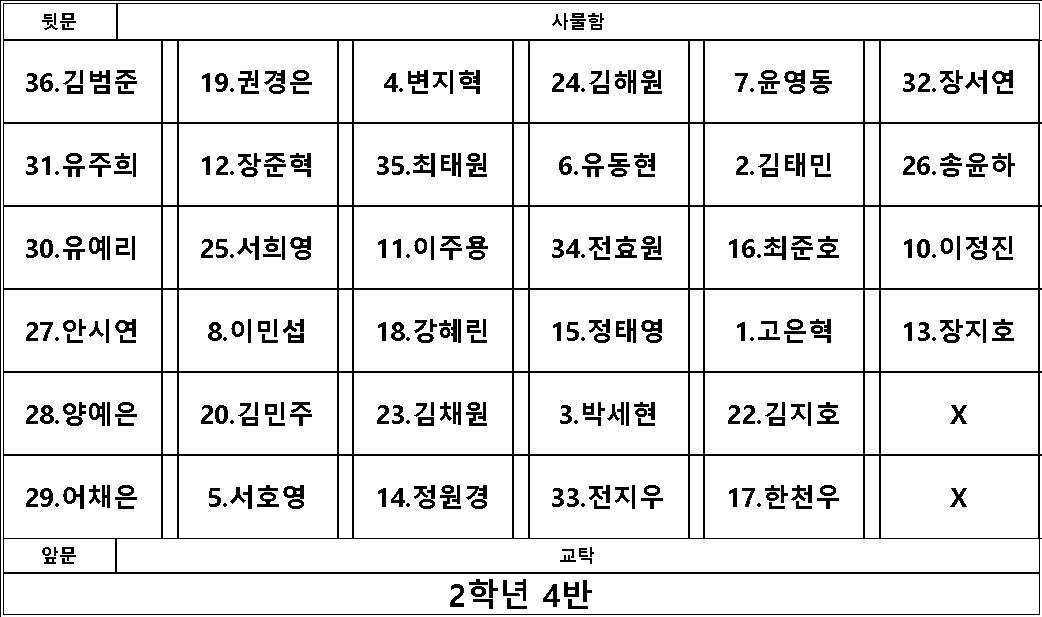 뒷문 사물함
36.김범준 19.권경은 4.변지혁 24.김해원 7.윤영동 32.장서연
31.유주희 12.장준혁 35.최태원 6.유동현 2.김태민 26.송윤하
30.유예리 25.서희영 11.이주용 34.전효원 16.최준호 10.이정진
27.안시연 8.이민섭 18.강혜린 15.정태영 1.고은혁 13.장지호
28.양예은 20.김민주 23.김채원 3.박세현 22.김지호 X
29.어채은 5.서호영 14.정원경 33.전지우 17.한천우 X
앞문 교탁
2학년 4반